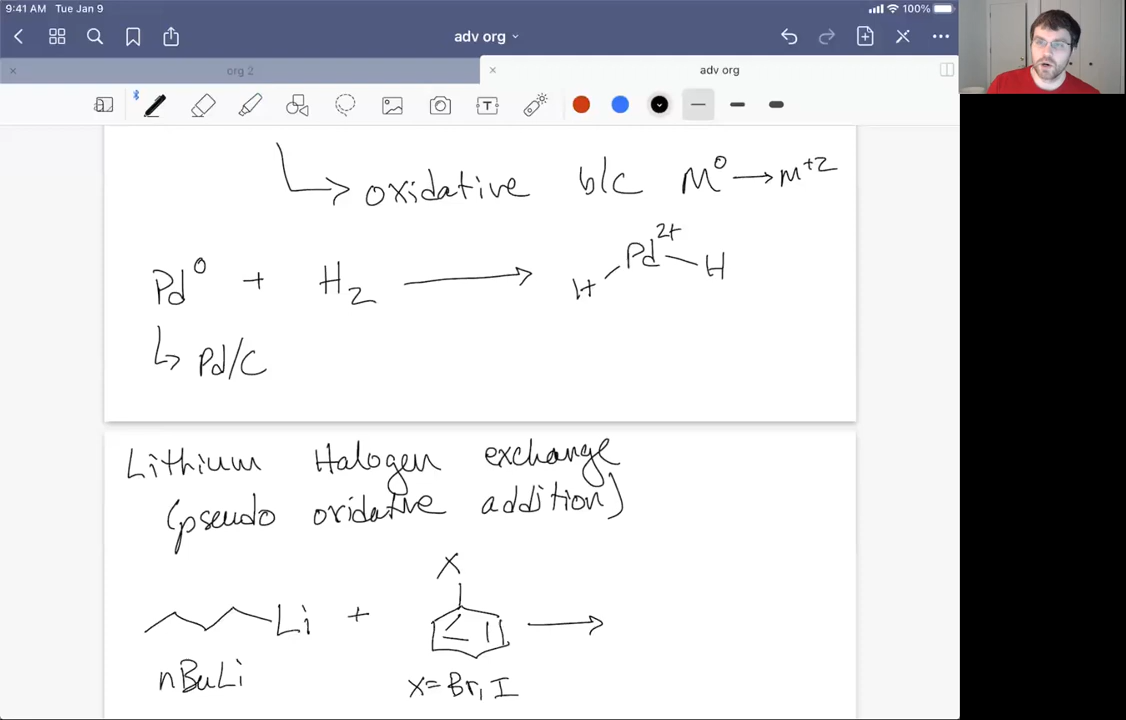 9:41 AM Tue Jan 9 100%
adv org
org 2 adv org
T
oxidative b/c M⁰ → M⁺²
Pd⁰ + H₂ → H Pd²⁺ H
Pd/C
Lithium Halogen exchange
(pseudo oxidative addition)
X
Li + →
nBuLi X=Br, I